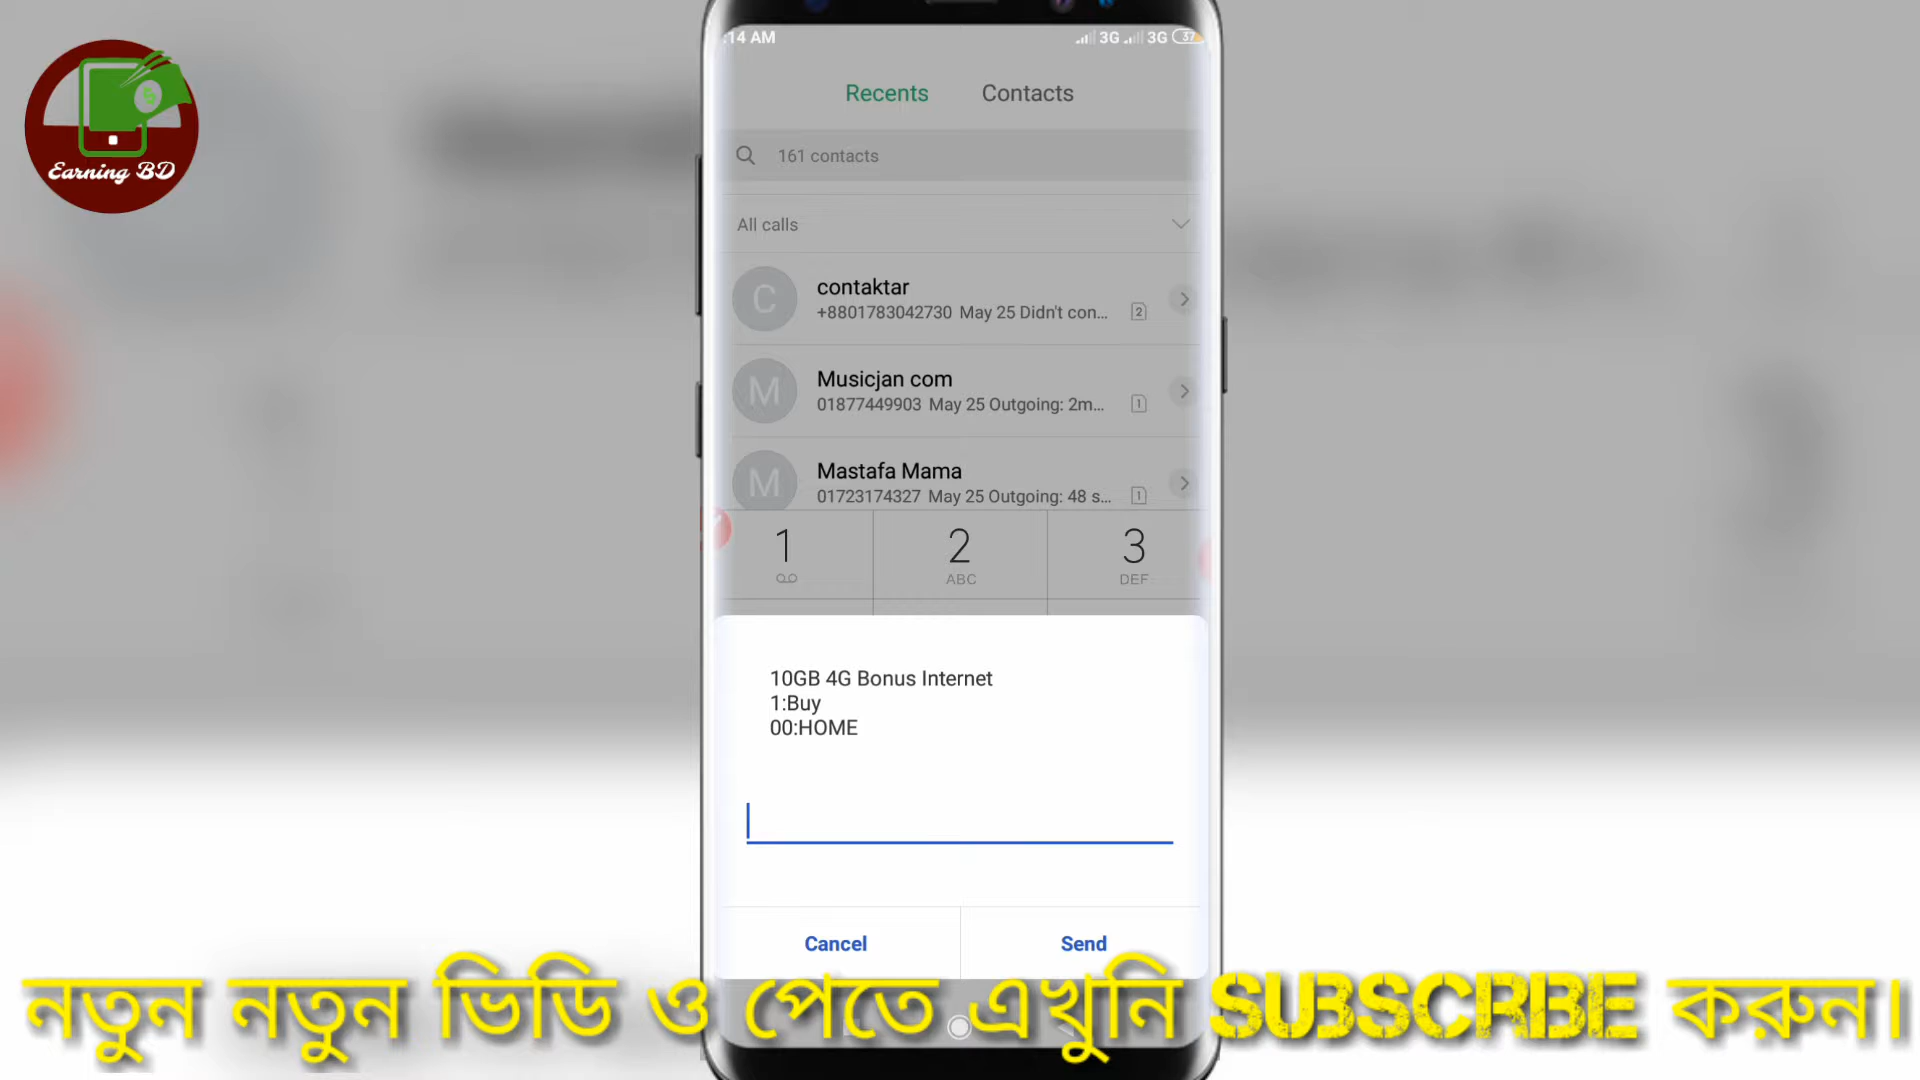 :14 AM
3G 3G 37
Earning BD
Recents Contacts
161 contacts
All calls
C
contaktar
+8801783042730 May 25 Didn't con... 2
M
Musicjan com
01877449903 May 25 Outgoing: 2m... 1
M
Mastafa Mama
01723174327 May 25 Outgoing: 48 s... 1
1 2 3
ABC DEF
10GB 4G Bonus Internet
1:Buy
00:HOME
Cancel Send
নতুন নতুন ভিডি ও পেতে এখুনি SUBSCRIBE করুন।